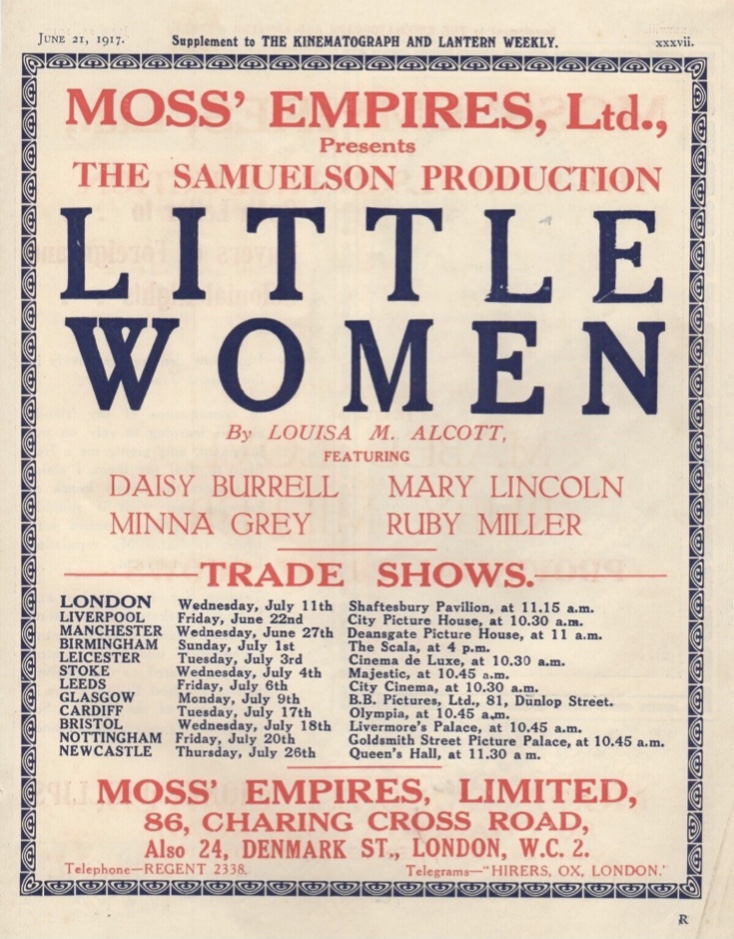 JUNE 21, 1917. Supplement to THE KINEMATOGRAPH AND LANTERN WEEKLY. xxxvii.
MOSS' EMPIRES, Ltd.,
Presents
THE SAMUELSON PRODUCTION
LITTLE
WOMEN
By LOUISA M. ALCOTT,
FEATURING
DAISY BURRELL MARY LINCOLN
MINNA GREY RUBY MILLER
TRADE SHOWS.
LONDON Wednesday, July 11th Shaftesbury Pavilion, at 11.15 a.m.
LIVERPOOL Friday, June 22nd City Picture House, at 10.30 a.m.
MANCHESTER Wednesday, June 27th Deansgate Picture House, at 11 a.m.
BIRMINGHAM Sunday, July 1st The Scala, at 4 p.m.
LEICESTER Tuesday, July 3rd Cinema de Luxe, at 10.30 a.m.
STOKE Wednesday, July 4th Majestic, at 10.45 a.m.
LEEDS Friday, July 6th City Cinema, at 10.30 a.m.
GLASGOW Monday, July 9th B.B. Pictures, Ltd., 81, Dunlop Street.
CARDIFF Tuesday, July 17th Olympia, at 10.45 a.m.
BRISTOL Wednesday, July 18th Livermore's Palace, at 10.45 a.m.
NOTTINGHAM Friday, July 20th Goldsmith Street Picture Palace, at 10.45 a.m.
NEWCASTLE Thursday, July 26th Queen's Hall, at 11.30 a m.
MOSS' EMPIRES, LIMITED,
86, CHARING CROSS ROAD,
Also 24, DENMARK ST., LONDON, W.C. 2.
Telephone—REGENT 2338. Telegrams—"HIRERS, OX, LONDON."
R